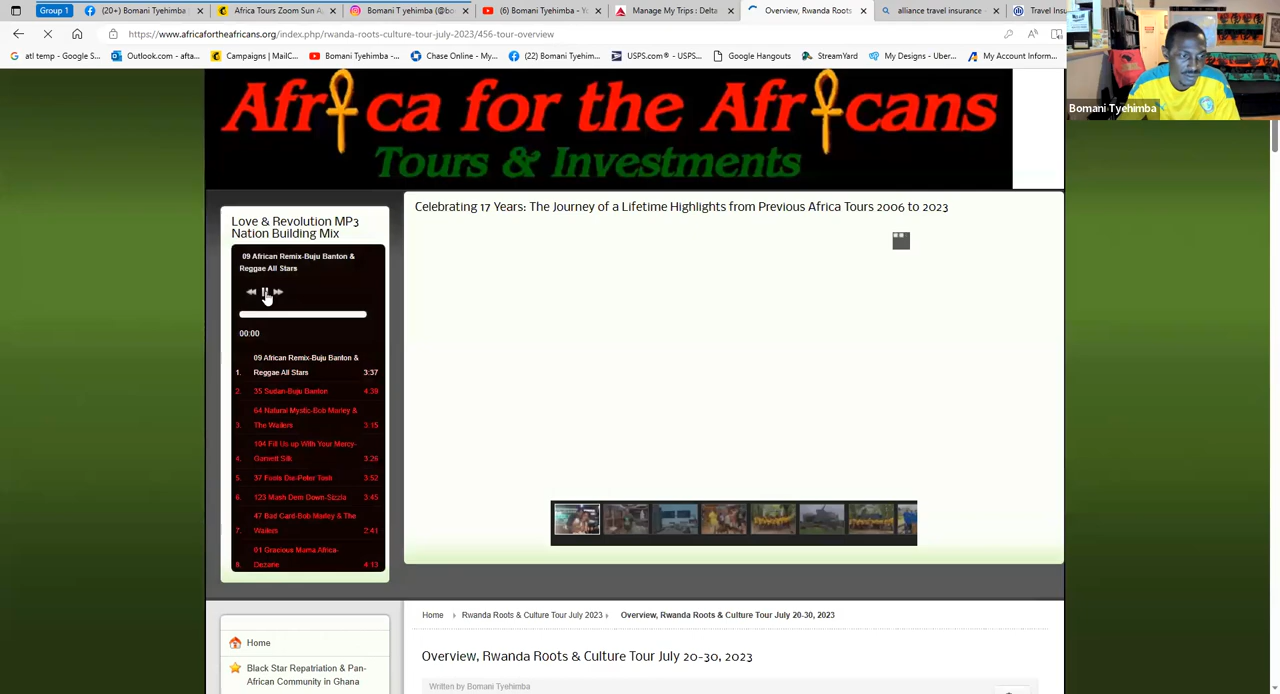 Group 1
(20+) Bomani Tyehimba
Africa Tours Zoom Sun A
Bomani T yehimba (@bo
(6) Bomani Tyehimba - Y
Manage My Trips : Delta
Overview, Rwanda Roots
alliance travel insurance -
Travel Ins
https://www.africafortheafricans.org/index.php/rwanda-roots-culture-tour-july-2023/456-tour-overview
atl temp - Google S...
Outlook.com - afta...
Campaigns | MailC...
Bomani Tyehimba -...
Chase Online - My...
(22) Bomani Tyehim...
USPS.com® - USPS...
Google Hangouts
StreamYard
My Designs - Uber...
My Account Inform...
Bomani Tyehimba
Africa for the Africans
Tours & Investments
Love & Revolution MP3
Nation Building Mix
09 African Remix-Buju Banton &
Reggae All Stars
00:00
09 African Remix-Buju Banton &
1. Reggae All Stars 3:37
2. 35 Sudan-Buju Banton 4:39
64 Natural Mystic-Bob Marley &
3. The Wailers 3:15
104 Fill Us up With Your Mercy-
4. Garnett Silk 3:26
5. 37 Fools Die-Peter Tosh 3:52
6. 123 Mash Dem Down-Sizzla 3:45
47 Bad Card-Bob Marley & The
7. Wailers 2:41
01 Gracious Mama Africa-
8. Dezarie 4:13
Celebrating 17 Years: The Journey of a Lifetime Highlights from Previous Africa Tours 2006 to 2023
Home
Black Star Repatriation & Pan-
African Community in Ghana
Home Rwanda Roots & Culture Tour July 2023 Overview, Rwanda Roots & Culture Tour July 20-30, 2023
Overview, Rwanda Roots & Culture Tour July 20-30, 2023
Written by Bomani Tyehimba